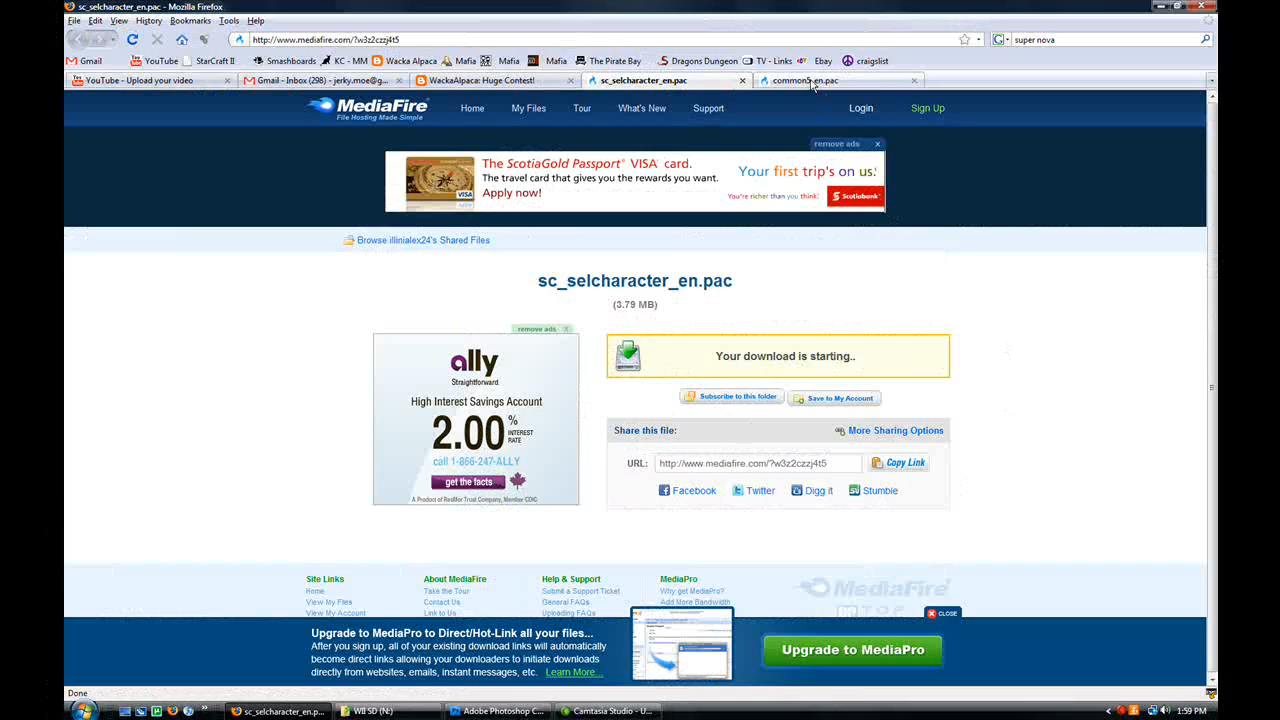 sc_selcharacter_en.pac - Mozilla Firefox
File Edit View History Bookmarks Tools Help
http://www.mediafire.com/?w3z2czzj4t5
super nova
Gmail YouTube StarCraft II Smashboards KC - MM Wacka Alpaca Mafia Mafia Mafia The Pirate Bay Dragons Dungeon TV - Links Ebay craigslist
YouTube - Upload your video
Gmail - Inbox (298) - jerky.moe@g...
WackaAlpaca: Huge Contest!
sc_selcharacter_en.pac
common5_en.pac
MediaFire
File Hosting Made Simple
Home My Files Tour What's New Support Login Sign Up
remove ads x
The ScotiaGold Passport® VISA* card.
The travel card that gives you the rewards you want.
Apply now!
VISA
Your first trip's on us.¹
You're richer than you think.
Scotiabank
Browse illinialex24's Shared Files
sc_selcharacter_en.pac
(3.79 MB)
remove ads x
ally
Straightforward
High Interest Savings Account
2.00 % INTEREST RATE
call 1-866-247-ALLY
get the facts
A Product of ResMor Trust Company, Member CDIC
Your download is starting..
Subscribe to this folder
Save to My Account
Share this file:
More Sharing Options
URL: http://www.mediafire.com/?w3z2czzj4t5 Copy Link
Facebook Twitter Digg it Stumble
Site Links
Home
View My Files
View My Account
About MediaFire
Take the Tour
Contact Us
Link to Us
Help & Support
Submit a Support Ticket
General FAQs
Uploading FAQs
MediaPro
Why get MediaPro?
Add More Bandwidth
MediaFire
CLOSE
Upgrade to MediaPro to Direct/Hot-Link all your files...
After you sign up, all of your existing download links will automatically
become direct links allowing your downloaders to initiate downloads
directly from websites, emails, instant messages, etc. Learn More...
Upgrade to MediaPro
Done
sc_selcharacter_en.p...
WII SD (N:)
Adobe Photoshop C...
Camtasia Studio - U...
1:59 PM